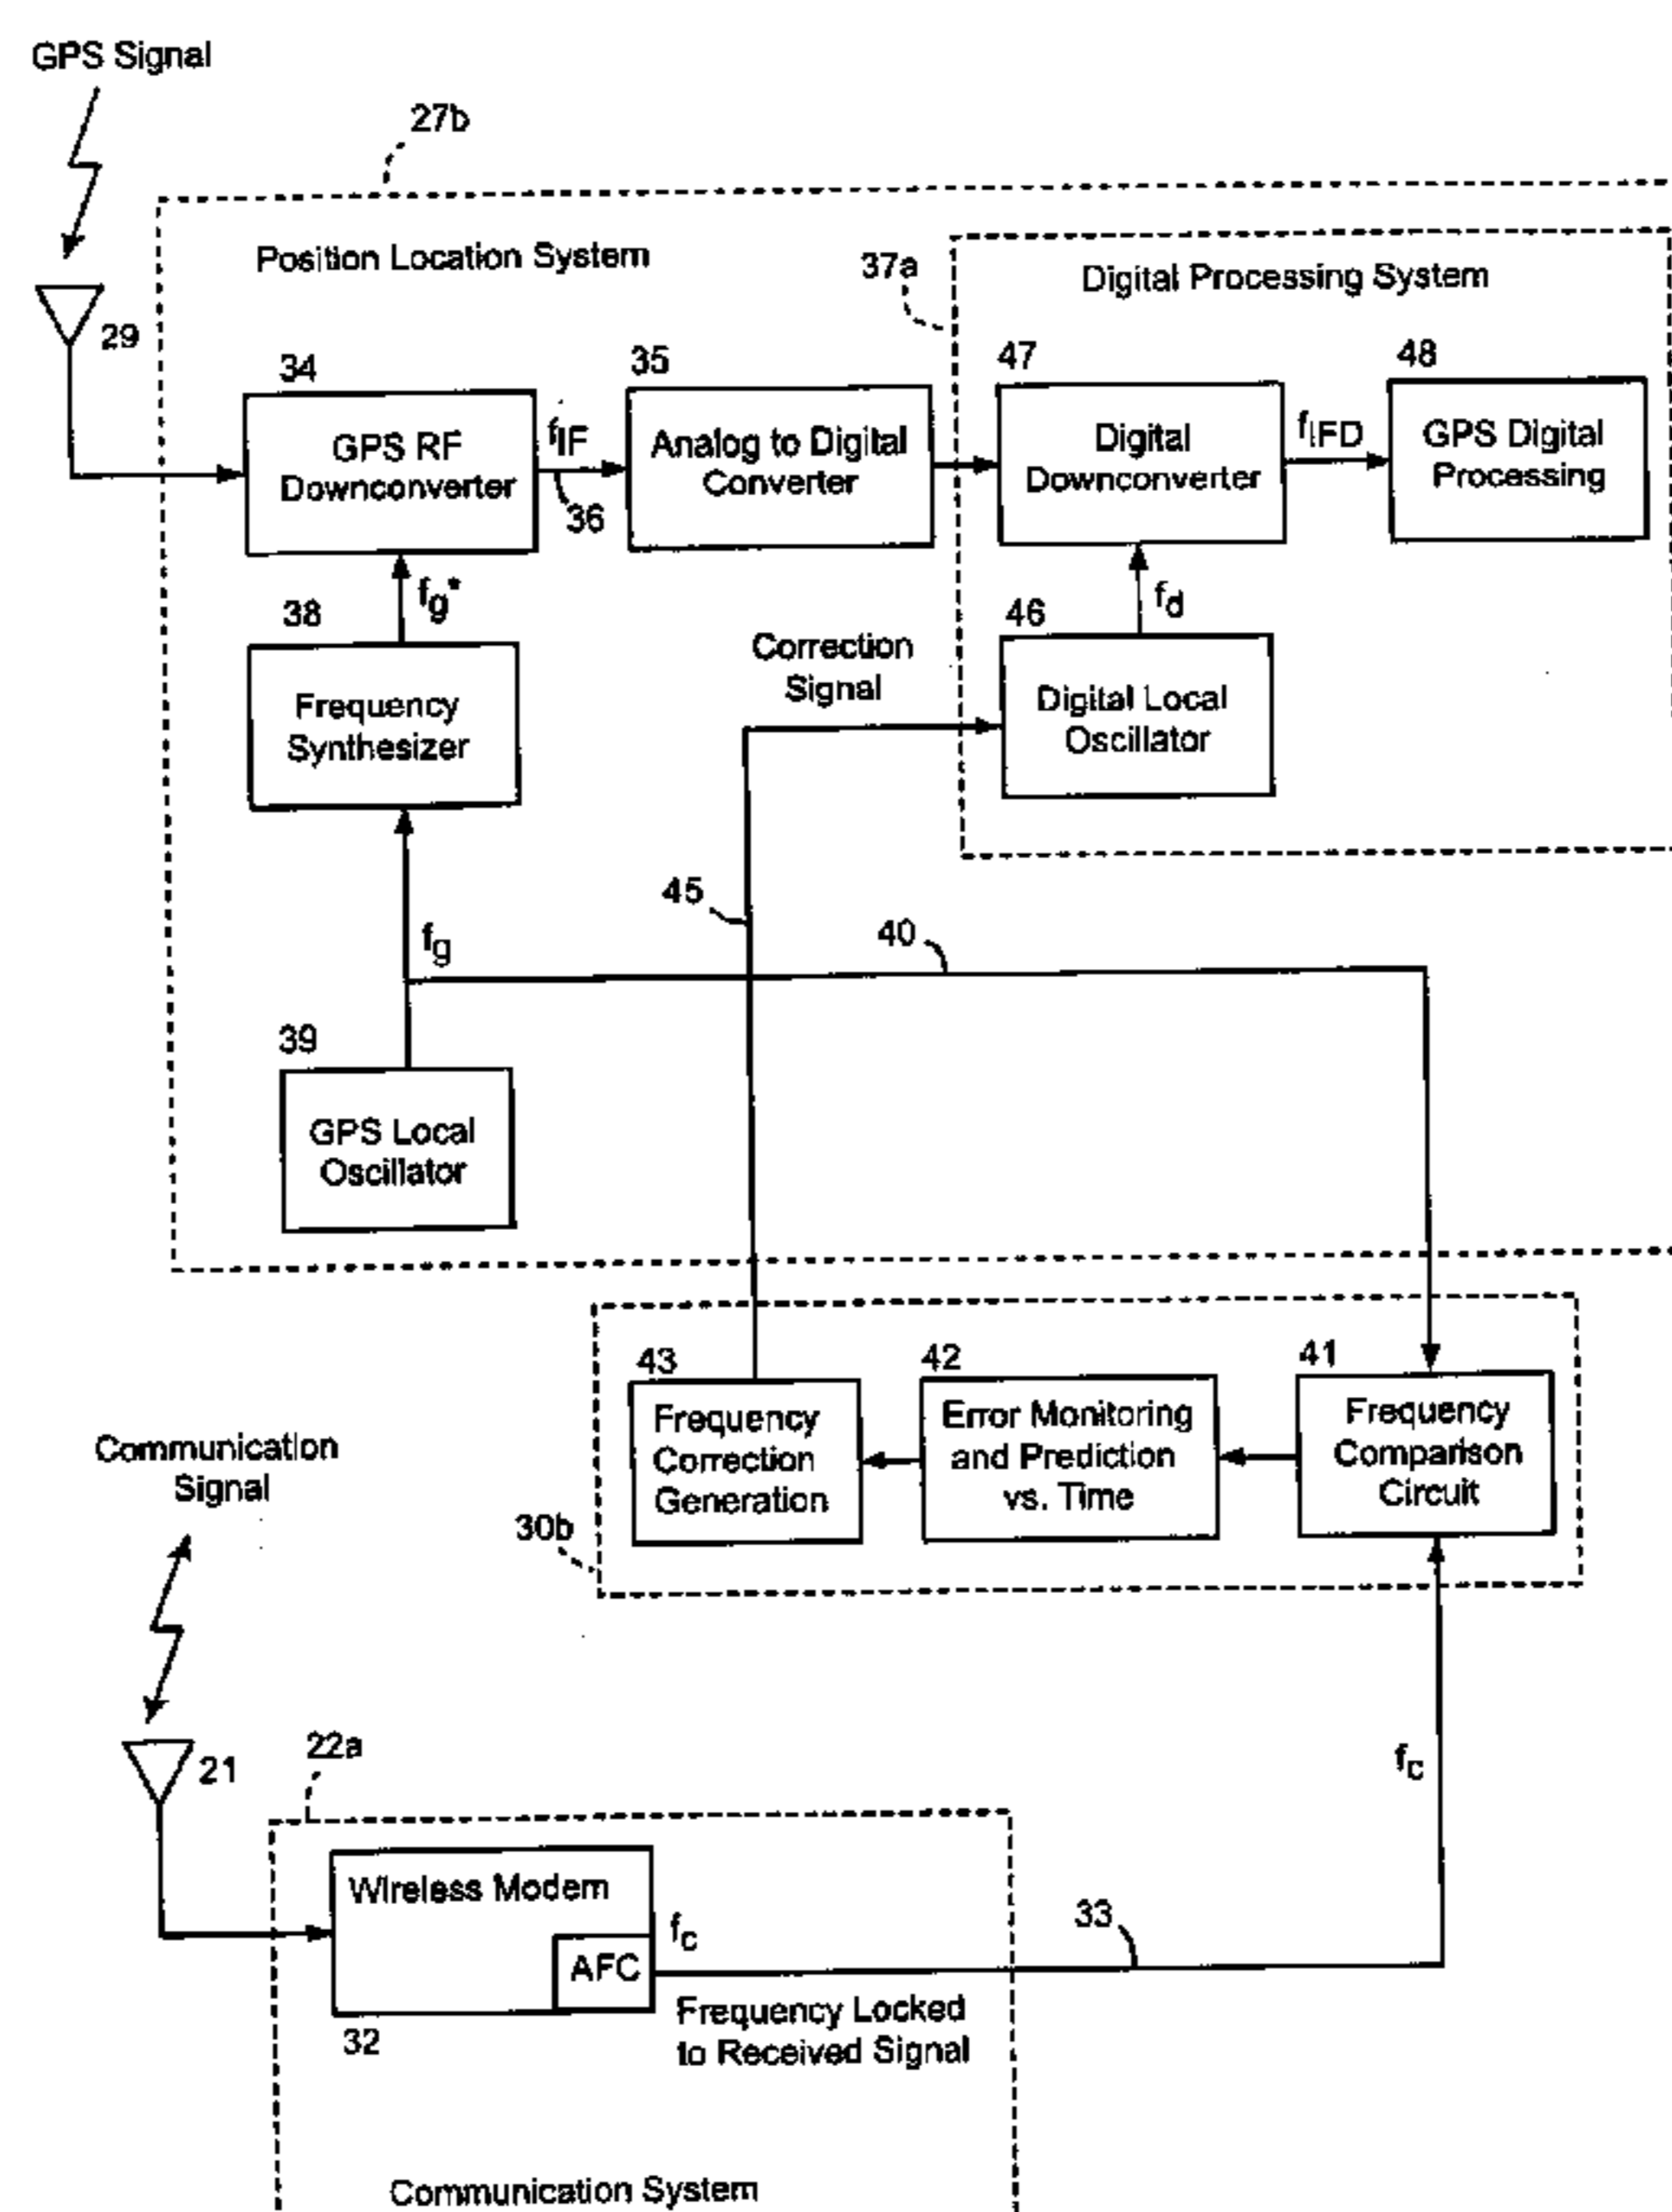 GPS Signal
27b
Position Location System
37a
Digital Processing System
29
34
GPS RF
Downconverter
fIF
36
35
Analog to Digital
Converter
47
Digital
Downconverter
fIFD
48
GPS Digital
Processing
fg*
38
Frequency
Synthesizer
Correction
Signal
fd
46
Digital Local
Oscillator
45
40
fg
39
GPS Local
Oscillator
43
Frequency
Correction
Generation
42
Error Monitoring
and Prediction
vs. Time
41
Frequency
Comparison
Circuit
30b
Communication
Signal
21
22a
fc
Wireless Modem
AFC
fc
33
32
Frequency Locked
to Received Signal
Communication System